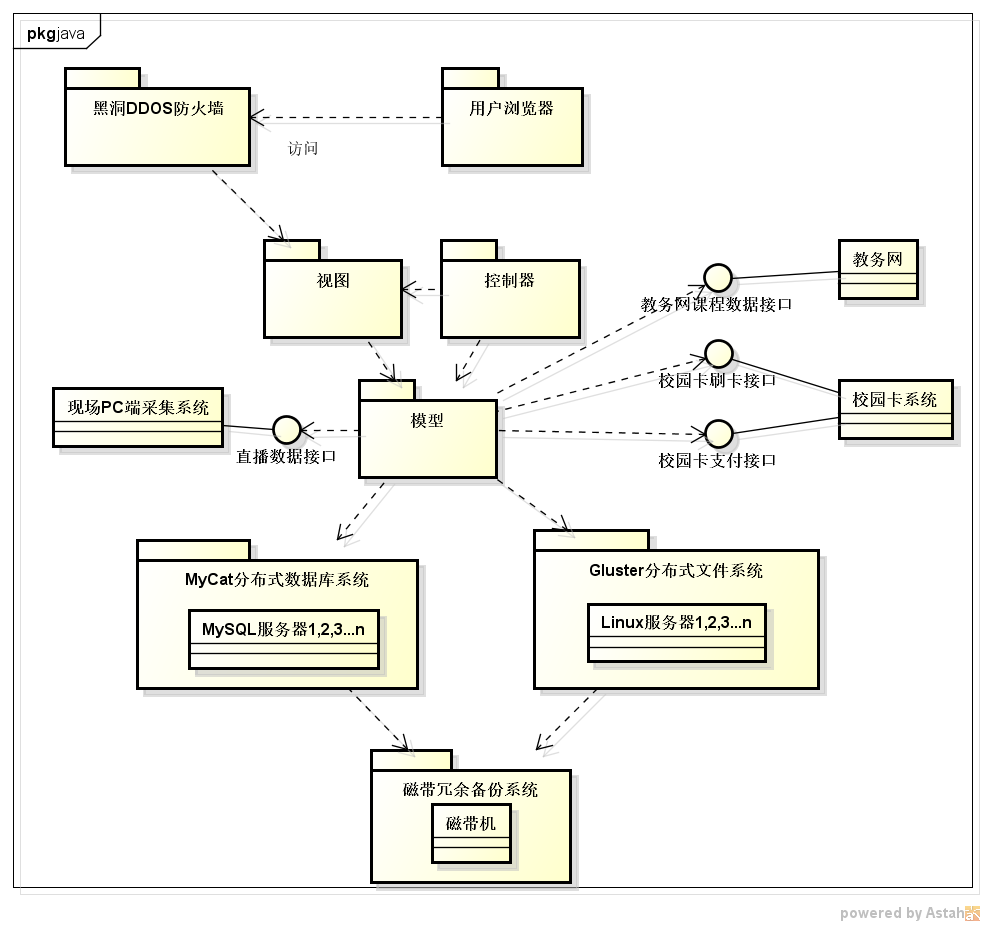 pkgjava
黑洞DDOS防火墙
用户浏览器
访问
视图
控制器
教务网
教务网课程数据接口
校园卡刷卡接口
现场PC端采集系统
模型
校园卡系统
直播数据接口
校园卡支付接口
MyCat分布式数据库系统
Gluster分布式文件系统
MySQL服务器1,2,3...n
Linux服务器1,2,3...n
磁带冗余备份系统
磁带机
powered by Astah